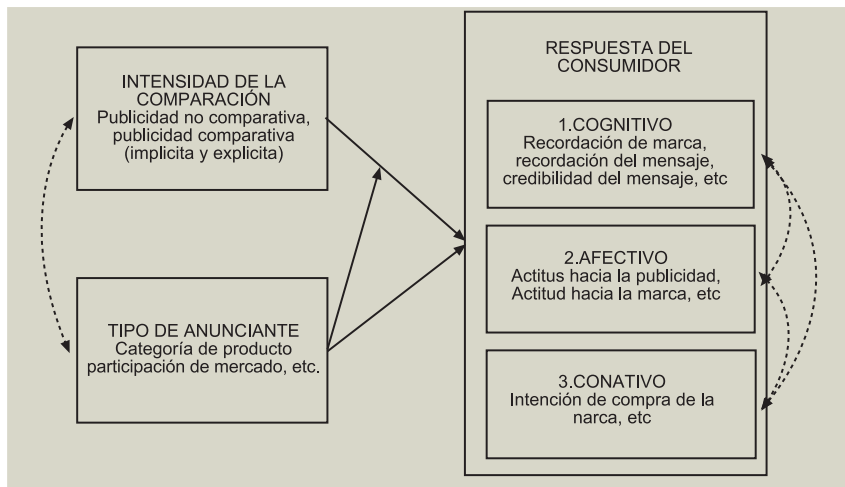 INTENSIDAD DE LA
COMPARACIÓN
Publicidad no comparativa,
publicidad comparativa
(implicita y explicita)
TIPO DE ANUNCIANTE
Categoría de producto
participación de mercado, etc.
RESPUESTA DEL
CONSUMIDOR
1.COGNITIVO
Recordación de marca,
recordación del mensaje,
credibilidad del mensaje, etc
2.AFECTIVO
Actitus hacia la publicidad,
Actitud hacia la marca, etc
3.CONATIVO
Intención de compra de la
narca, etc